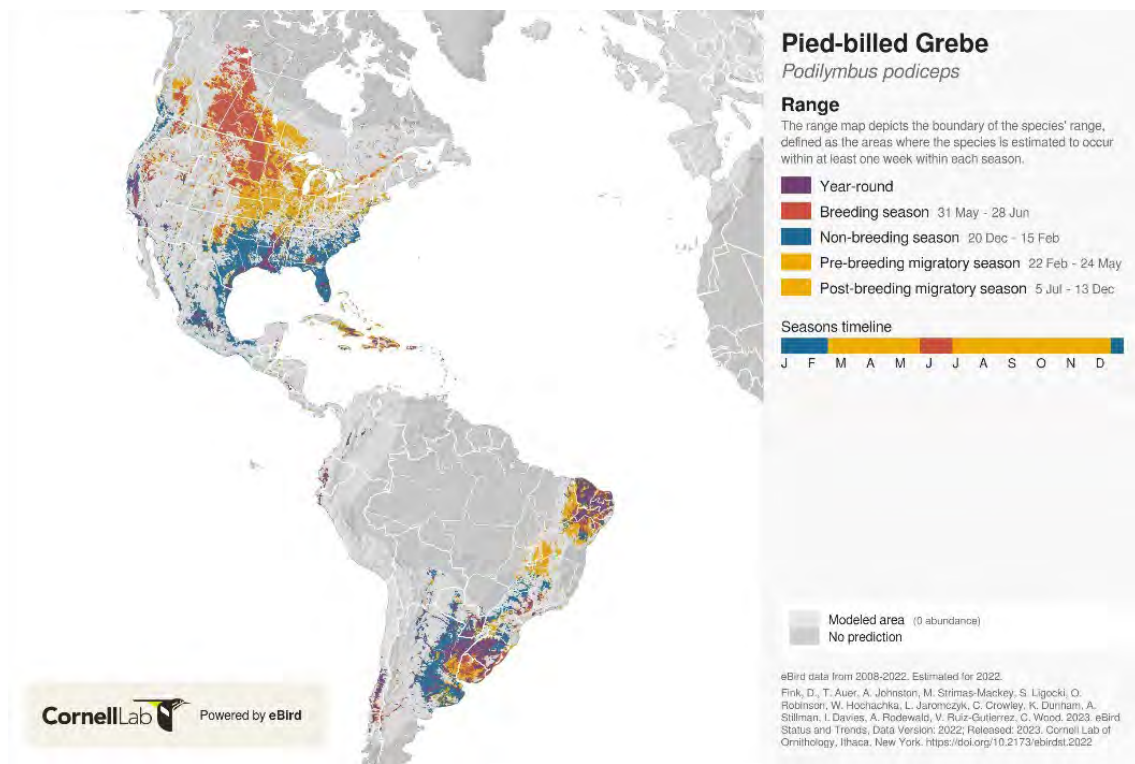 Pied-billed Grebe
Podilymbus podiceps
Range
The range map depicts the boundary of the species' range,
defined as the areas where the species is estimated to occur
within at least one week within each season.
Year-round
Breeding season 31 May - 28 Jun
Non-breeding season 20 Dec - 15 Feb
Pre-breeding migratory season 22 Feb - 24 May
Post-breeding migratory season 5 Jul - 13 Dec
Seasons timeline
J F M A M J J A S O N D
Modeled area (0 abundance)
No prediction
eBird data from 2008-2022. Estimated for 2022.
Fink, D., T. Auer, A. Johnston, M. Strimas-Mackey, S. Ligocki, O.
Robinson, W. Hochachka, L. Jaromczyk, C. Crowley, K. Dunham, A.
Stillman, I. Davies, A. Rodewald, V. Ruiz-Gutierrez, C. Wood. 2023. eBird
Status and Trends, Data Version: 2022; Released: 2023. Cornell Lab of
Ornithology, Ithaca, New York. https://doi.org/10.2173/ebirdst.2022
CornellLab Powered by eBird